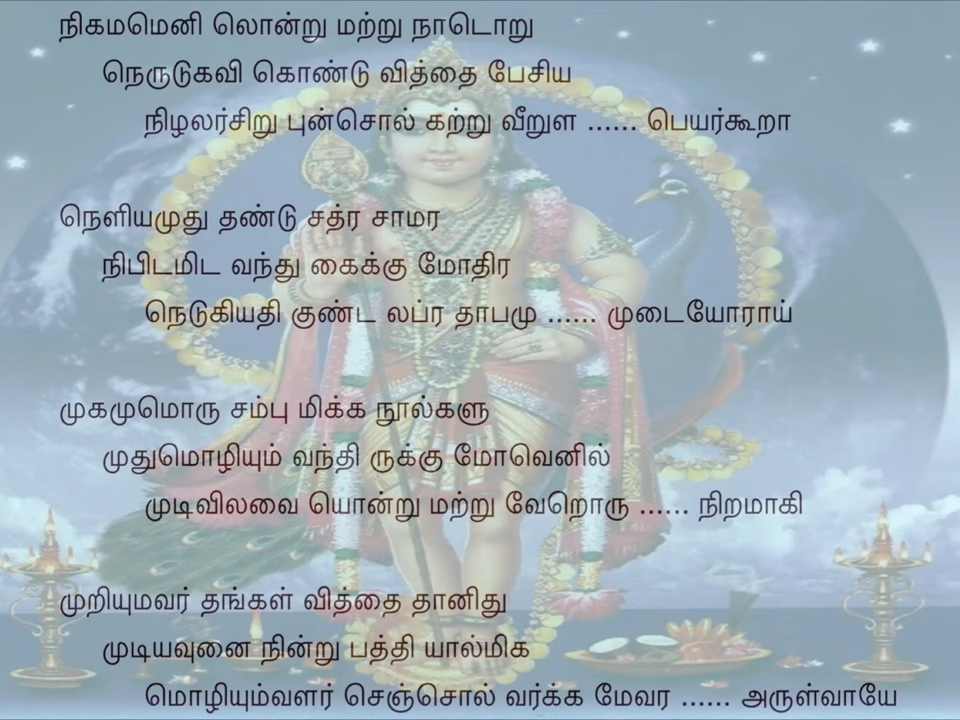 நிகமமெனி லொன்று மற்று நாடொறு
நெருடுகவி கொண்டு வித்தை பேசிய
நிழலர்சிறு புன்சொல் கற்று வீறுள ...... பெயர்கூறா
நெளியமுது தண்டு சத்ர சாமர
நிபிடமிட வந்து கைக்கு மோதிர
நெடுகியதி குண்ட லப்ர தாபமு ...... முடையோராய்
முகமுமொரு சம்பு மிக்க நூல்களு
முதுமொழியும் வந்தி ருக்கு மோவெனில்
முடிவிலவை யொன்று மற்று வேறொரு ...... நிறமாகி
முறியுமவர் தங்கள் வித்தை தானிது
முடியவுனை நின்று பத்தி யால்மிக
மொழியும்வளர் செஞ்சொல் வர்க்க மேவர ...... அருள்வாயே